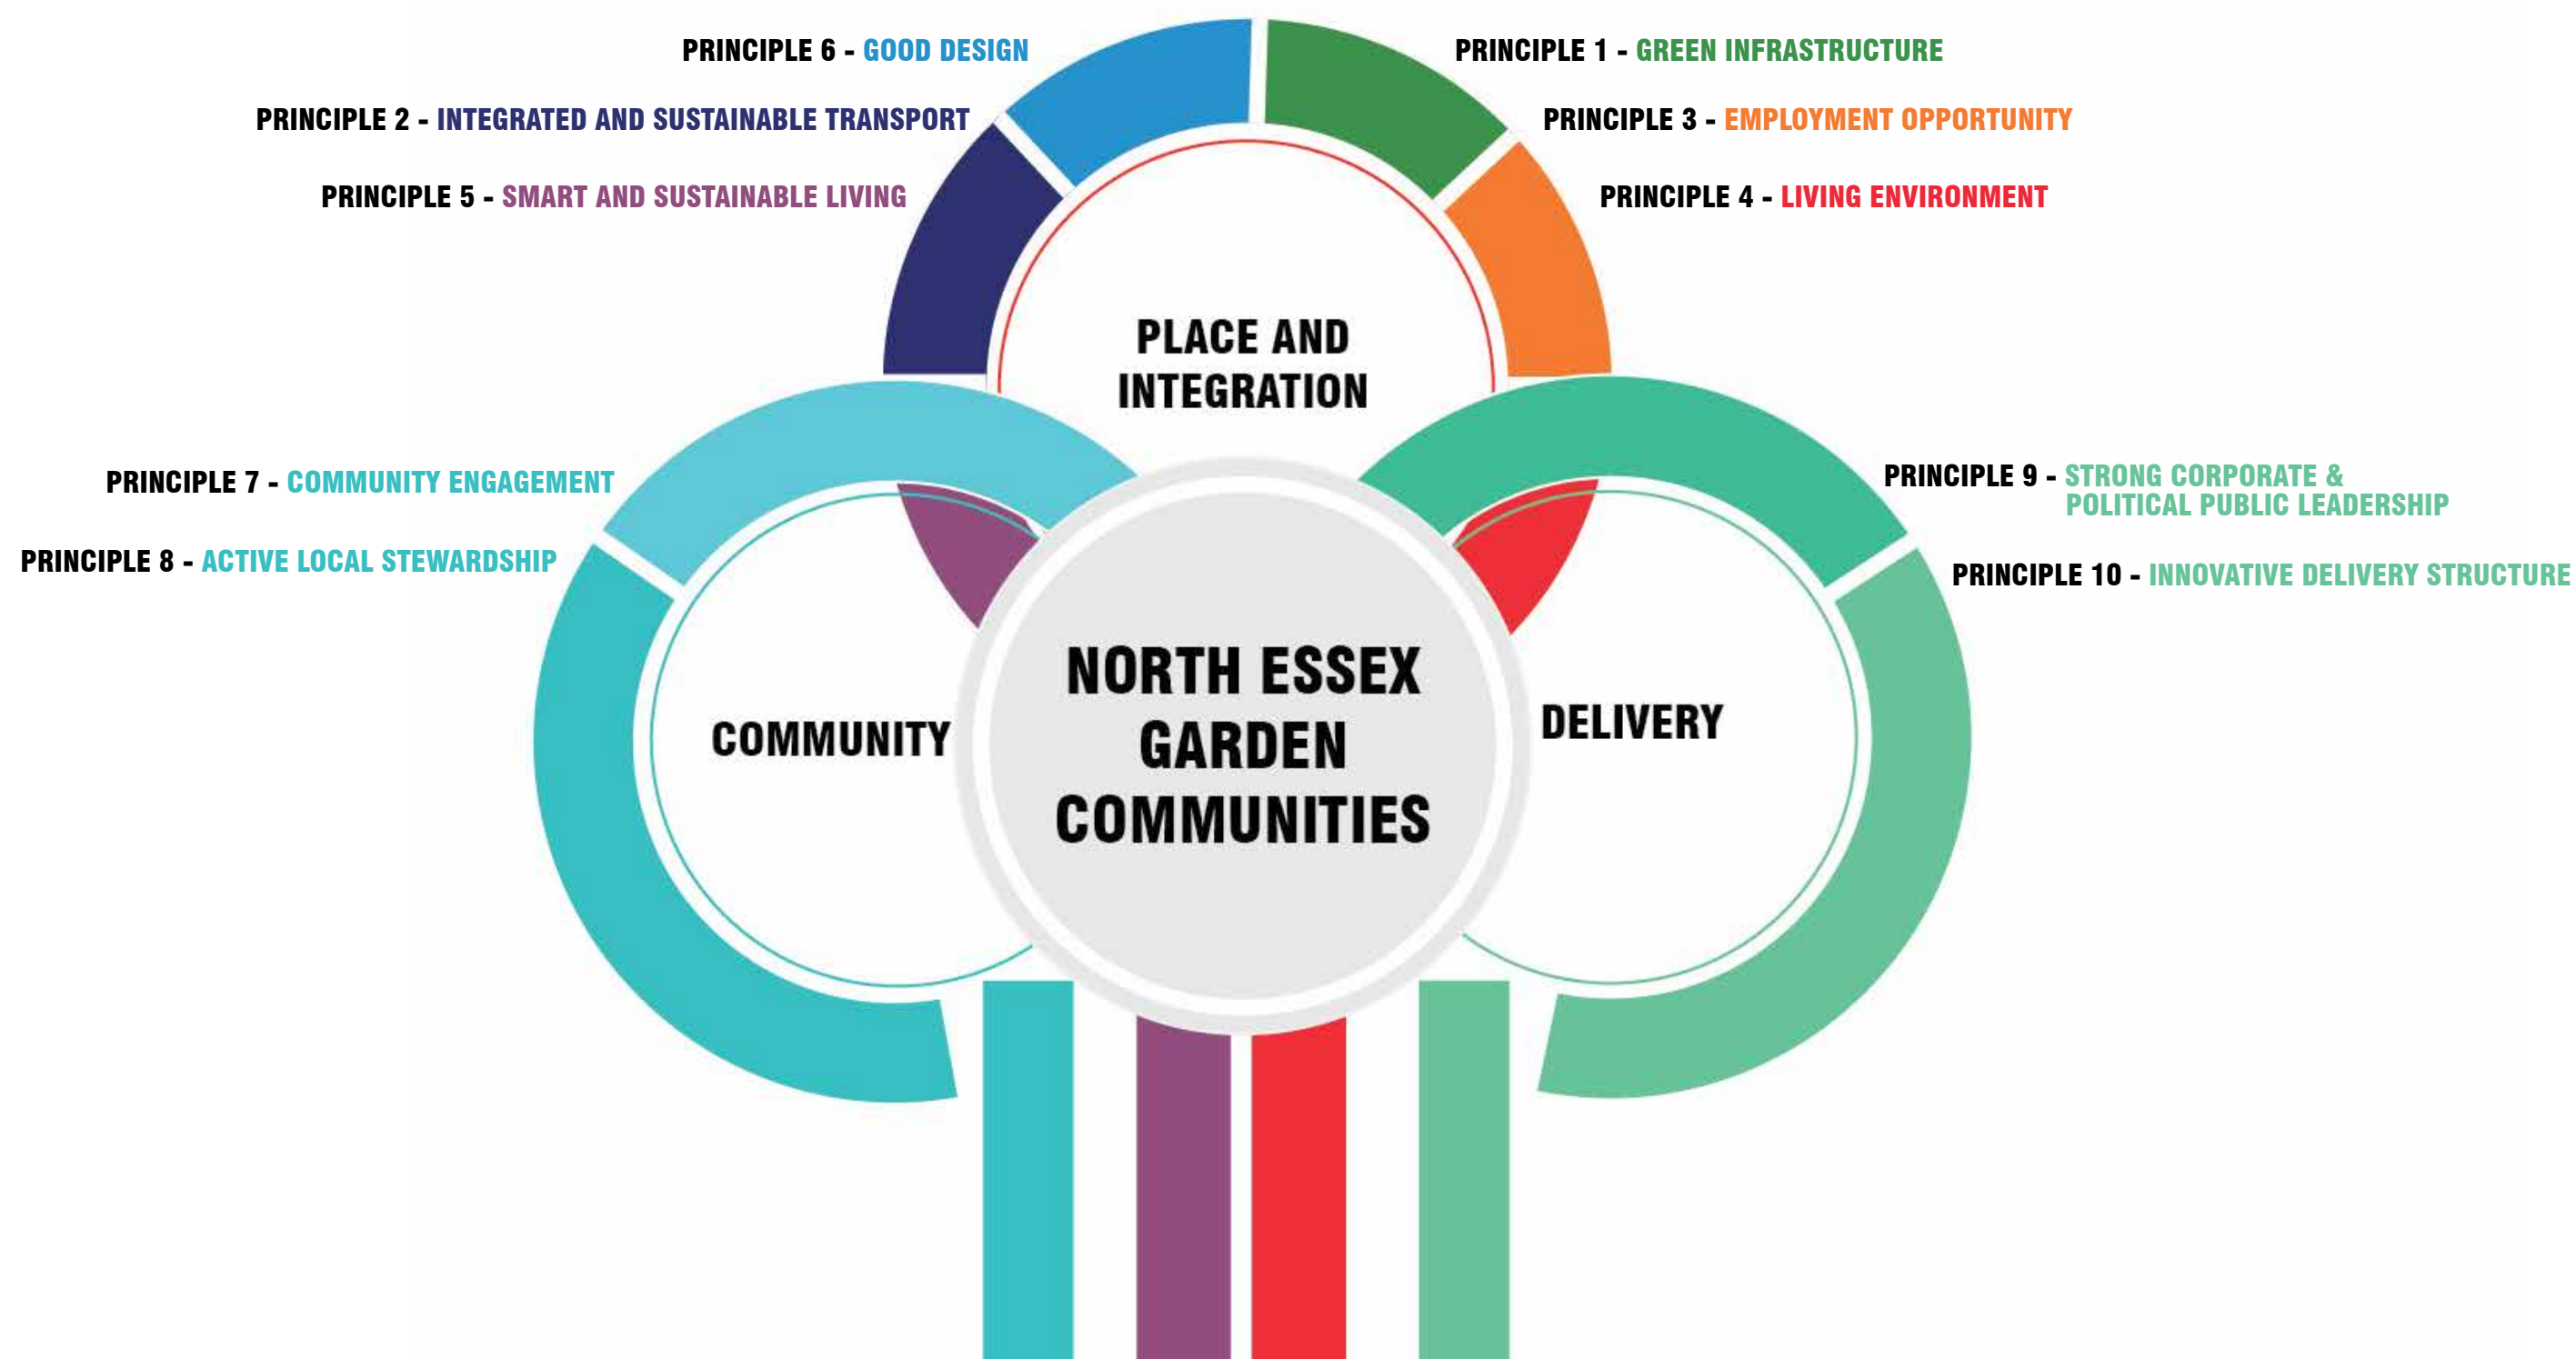 PRINCIPLE 6 - GOOD DESIGN
PRINCIPLE 1 - GREEN INFRASTRUCTURE
PRINCIPLE 2 - INTEGRATED AND SUSTAINABLE TRANSPORT
PRINCIPLE 3 - EMPLOYMENT OPPORTUNITY
PRINCIPLE 5 - SMART AND SUSTAINABLE LIVING
PRINCIPLE 4 - LIVING ENVIRONMENT
PLACE AND
INTEGRATION
PRINCIPLE 7 - COMMUNITY ENGAGEMENT
PRINCIPLE 8 - ACTIVE LOCAL STEWARDSHIP
PRINCIPLE 9 - STRONG CORPORATE &
POLITICAL PUBLIC LEADERSHIP
PRINCIPLE 10 - INNOVATIVE DELIVERY STRUCTURE
COMMUNITY
NORTH ESSEX
GARDEN
COMMUNITIES
DELIVERY